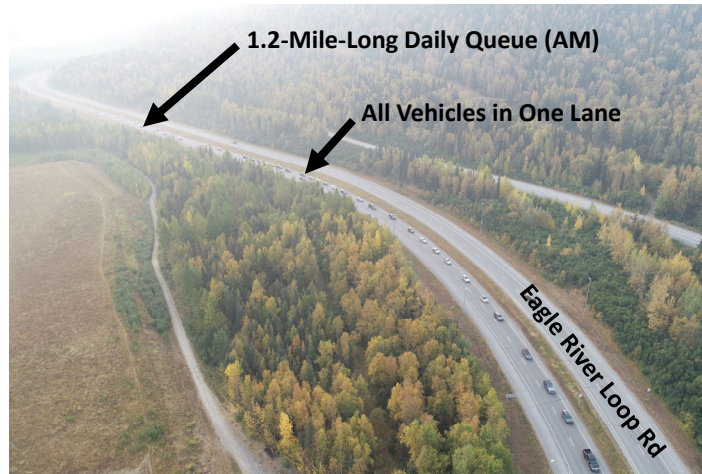 1.2-Mile-Long Daily Queue (AM)
All Vehicles in One Lane
Eagle River Loop Rd